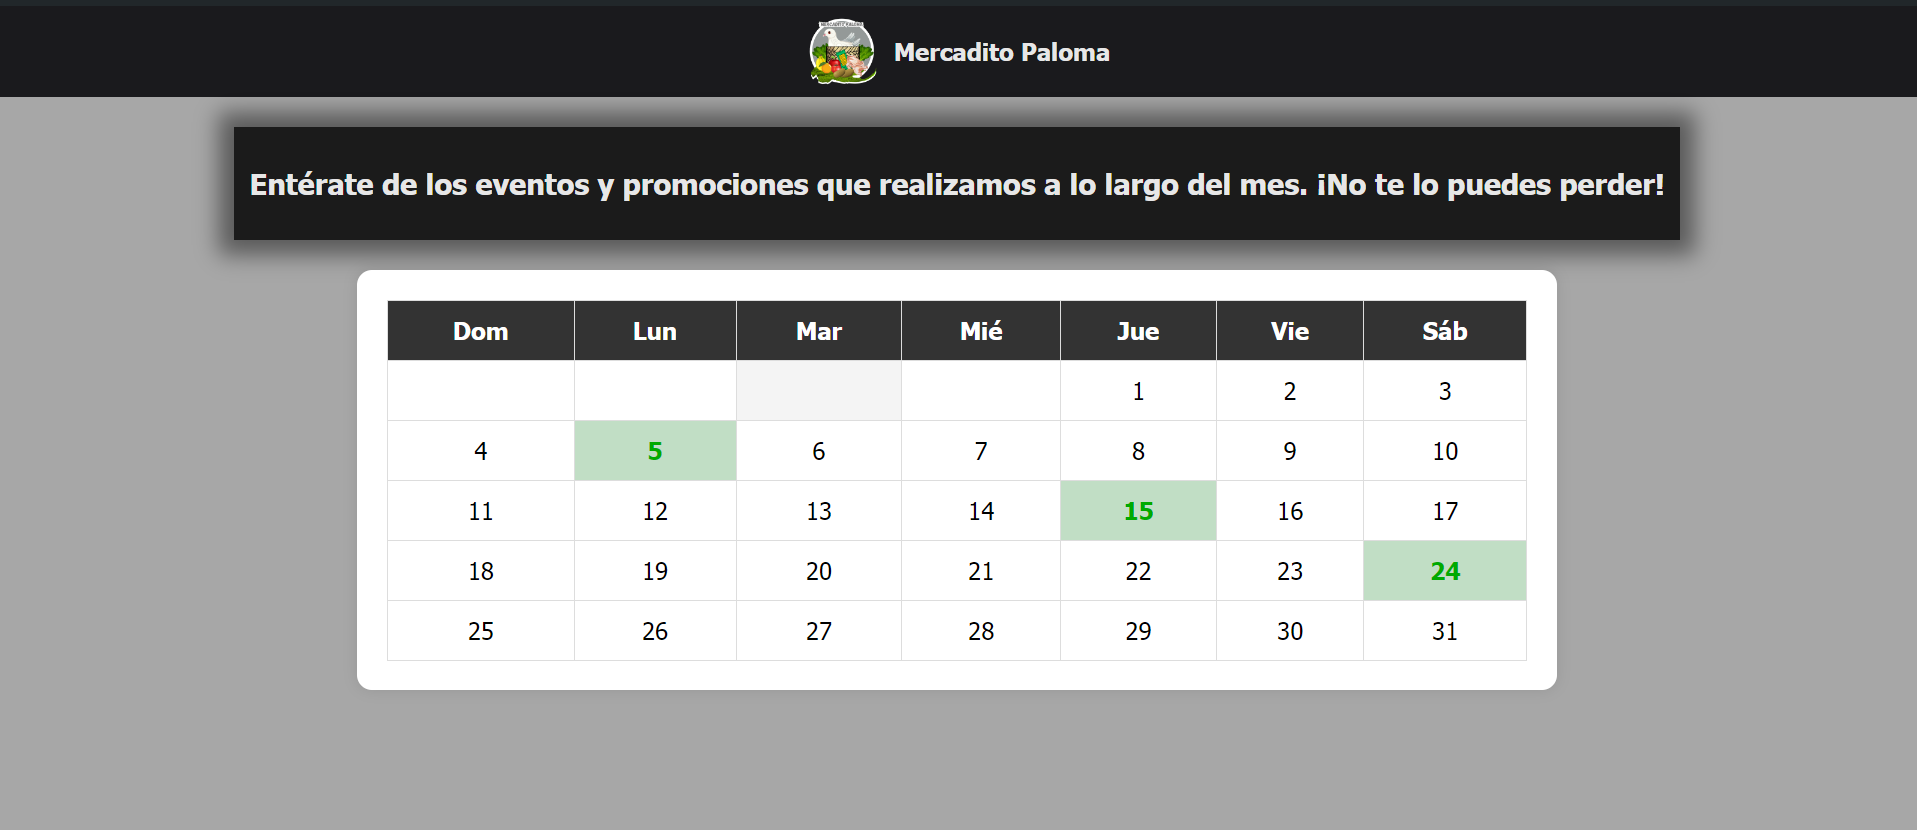 Mercadito Paloma
Entérate de los eventos y promociones que realizamos a lo largo del mes. ¡No te lo puedes perder!
Dom Lun Mar Mié Jue Vie Sáb
1 2 3
4 5 6 7 8 9 10
11 12 13 14 15 16 17
18 19 20 21 22 23 24
25 26 27 28 29 30 31